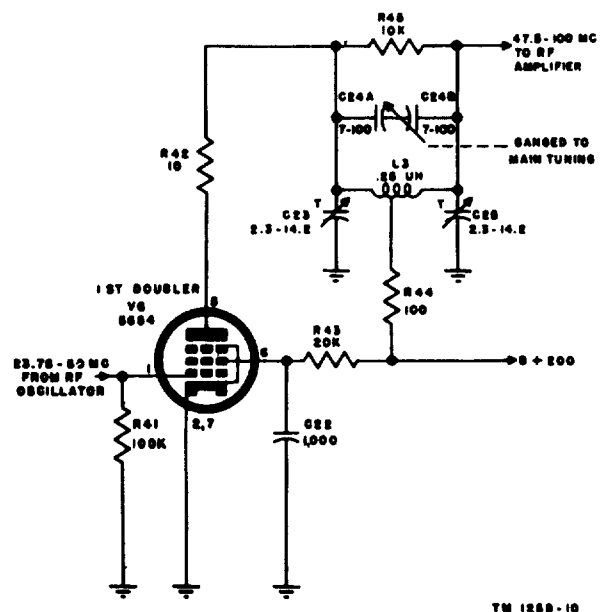 R45
10K
47.5-100 MC
TO RF
AMPLIFIER
C24A
C24B
7-100
7-100
GANGED TO
MAIN TUNING
L3
.25 UH
R42
10
T
C23
2.3-14.2
T
C25
2.3-14.2
1 ST DOUBLER
V6
5654
5
R44
100
R43
20K
6
B + 200
23.75-50 MC
FROM RF
OSCILLATOR
1
2,7
R41
100K
C22
1,000
TM 1258-10